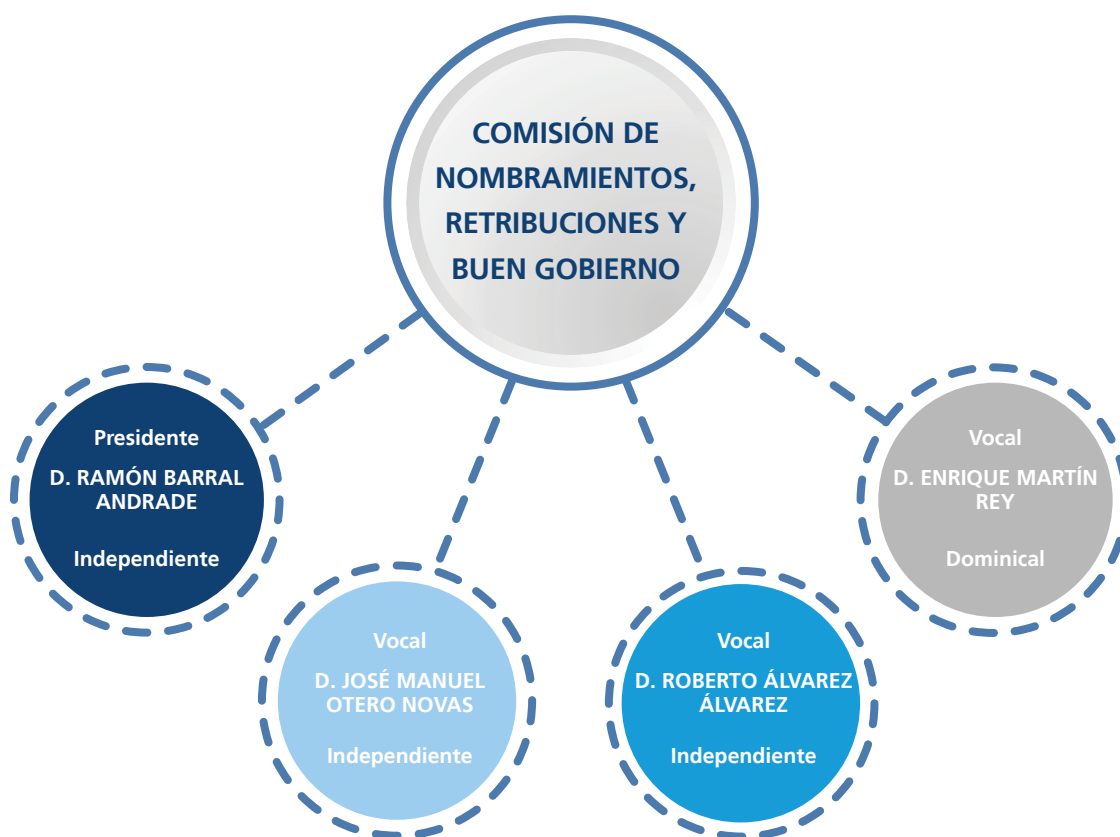 COMISIÓN DE
NOMBRAMIENTOS,
RETRIBUCIONES Y
BUEN GOBIERNO
Presidente
D. RAMÓN BARRAL
ANDRADE
Independiente
Vocal
D. JOSÉ MANUEL
OTERO NOVAS
Independiente
Vocal
D. ROBERTO ÁLVAREZ
ÁLVAREZ
Independiente
Vocal
D. ENRIQUE MARTÍN
REY
Dominical